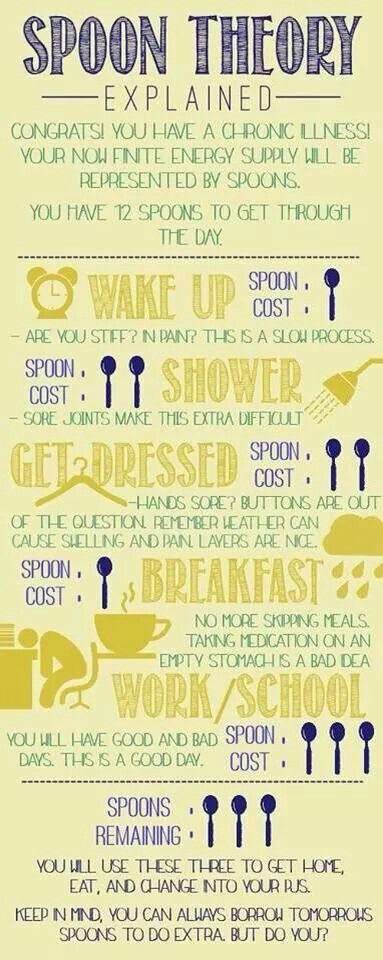 SPOON THEORY
EXPLAINED
CONGRATS! YOU HAVE A CHRONIC ILLNESS!
YOUR NOW FINITE ENERGY SUPPLY WILL BE
REPRESENTED BY SPOONS.
YOU HAVE 12 SPOONS TO GET THROUGH
THE DAY.
WAKE UP
SPOON :
COST :
- ARE YOU STIFF? IN PAIN? THIS IS A SLOW PROCESS.
SPOON :
COST :
SHOWER
- SORE JOINTS MAKE THIS EXTRA DIFFICULT
GET DRESSED
SPOON :
COST :
-HANDS SORE? BUTTONS ARE OUT
OF THE QUESTION. REMEMBER WEATHER CAN
CAUSE SWELLING AND PAIN. LAYERS ARE NICE.
SPOON :
COST :
BREAKFAST
NO MORE SKIPPING MEALS.
TAKING MEDICATION ON AN
EMPTY STOMACH IS A BAD IDEA
WORK/SCHOOL
YOU WILL HAVE GOOD AND BAD
DAYS. THIS IS A GOOD DAY.
SPOON :
COST :
SPOONS :
REMAINING :
YOU WILL USE THESE THREE TO GET HOME,
EAT, AND CHANGE INTO YOUR PJS.
KEEP IN MIND, YOU CAN ALWAYS BORROW TOMORROWS
SPOONS TO DO EXTRA. BUT DO YOU?